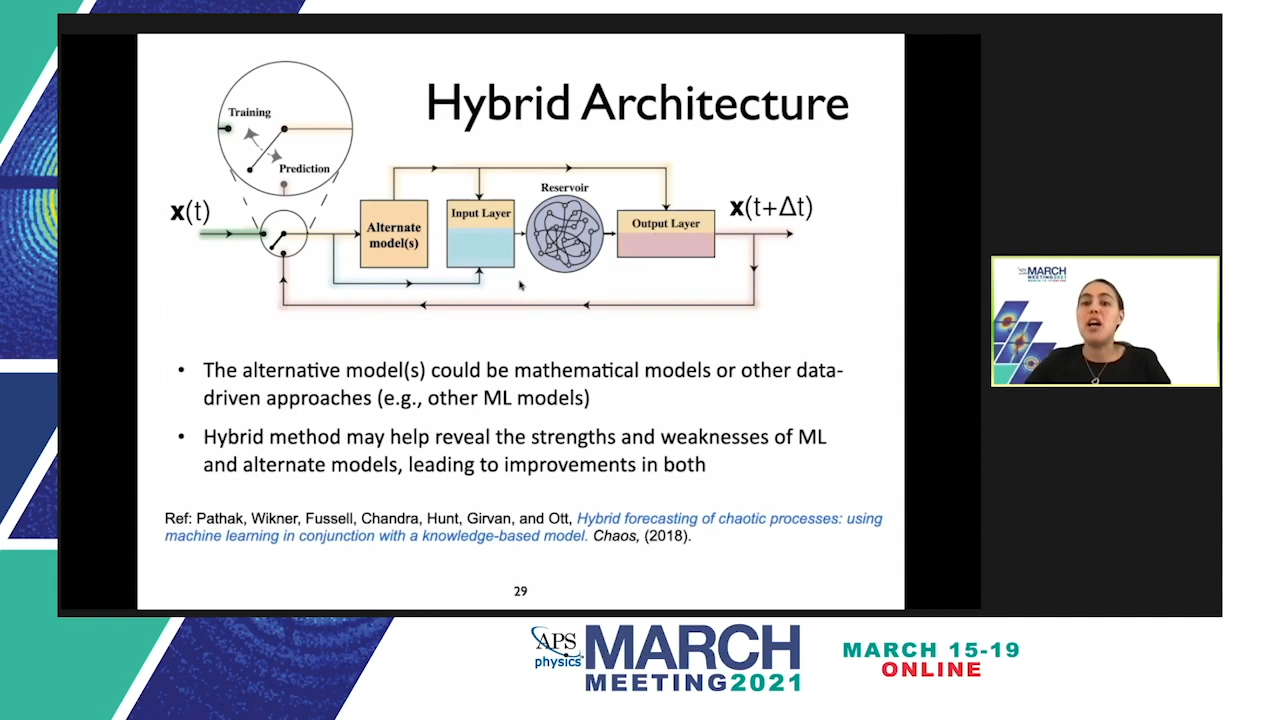 Hybrid Architecture
Training
Prediction
x(t)
Alternate
model(s)
Input Layer
Reservoir
Output Layer
x(t+Δt)
• The alternative model(s) could be mathematical models or other data-
driven approaches (e.g., other ML models)
• Hybrid method may help reveal the strengths and weaknesses of ML
and alternate models, leading to improvements in both
Ref: Pathak, Wikner, Fussell, Chandra, Hunt, Girvan, and Ott, Hybrid forecasting of chaotic processes: using
machine learning in conjunction with a knowledge-based model. Chaos, (2018).
29
MARCH
MEETING2021
APS
physics
MARCH
MEETING2021
MARCH 15-19
ONLINE